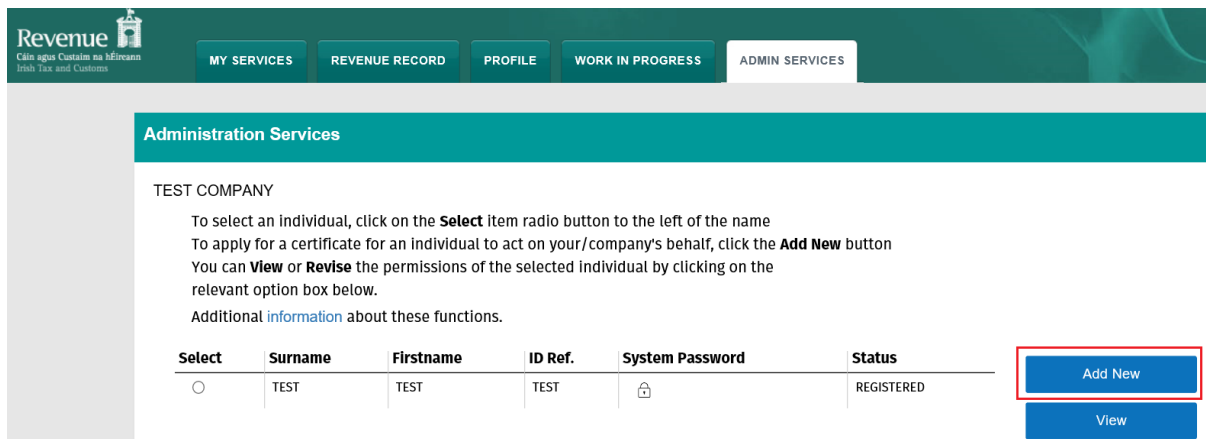 Revenue
Cáin agus Custaim na hÉireann
Irish Tax and Customs
MY SERVICES REVENUE RECORD PROFILE WORK IN PROGRESS ADMIN SERVICES
Administration Services
TEST COMPANY
To select an individual, click on the Select item radio button to the left of the name
To apply for a certificate for an individual to act on your/company's behalf, click the Add New button
You can View or Revise the permissions of the selected individual by clicking on the
relevant option box below.
Additional information about these functions.
Select Surname Firstname ID Ref. System Password Status
TEST TEST TEST REGISTERED
Add New
View